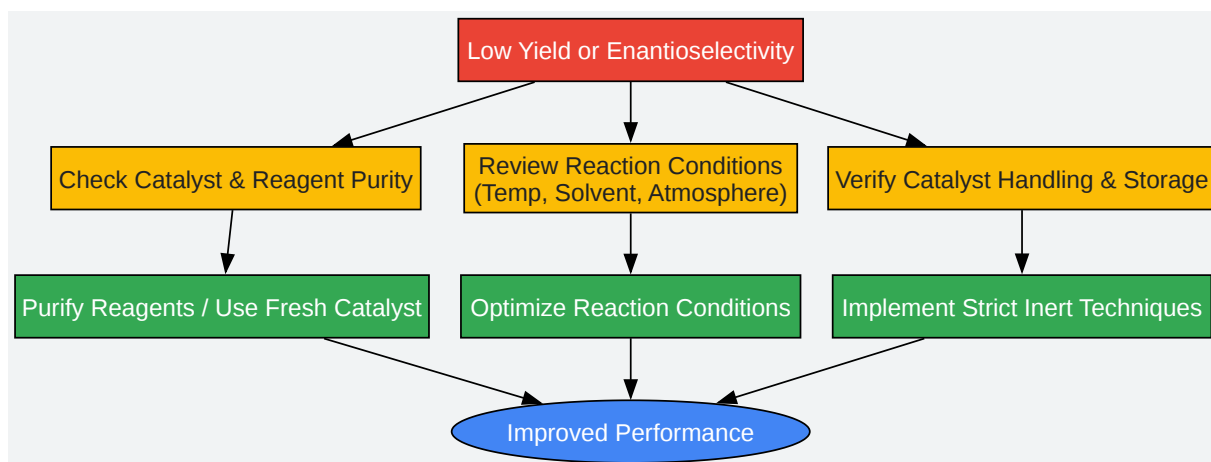 Low Yield or Enantioselectivity
Check Catalyst & Reagent Purity
Review Reaction Conditions
(Temp, Solvent, Atmosphere)
Verify Catalyst Handling & Storage
Purify Reagents / Use Fresh Catalyst
Optimize Reaction Conditions
Implement Strict Inert Techniques
Improved Performance